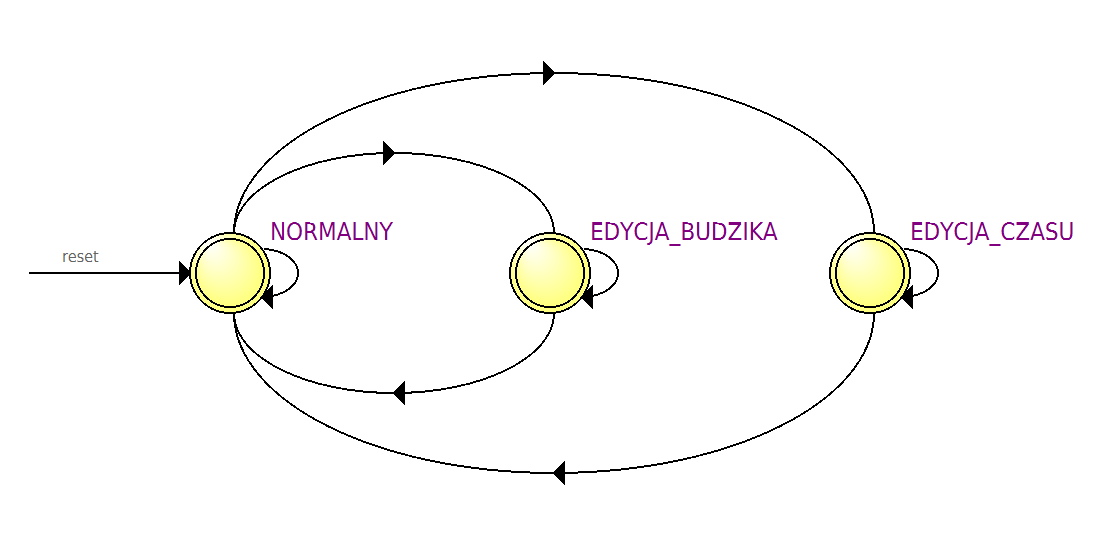 NORMALNY
EDYCJA_BUDZIKA
EDYCJA_CZASU
reset